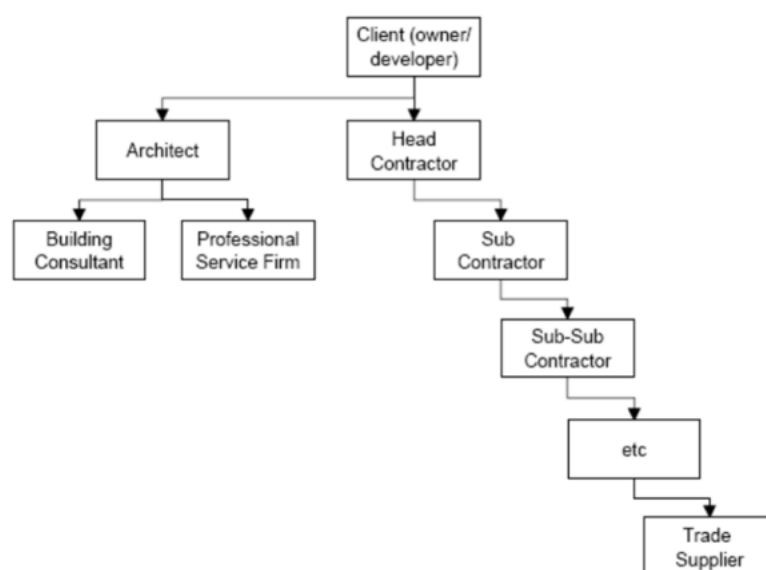 Client (owner/
developer)
Architect
Head
Contractor
Building
Consultant
Professional
Service Firm
Sub
Contractor
Sub-Sub
Contractor
etc
Trade
Supplier